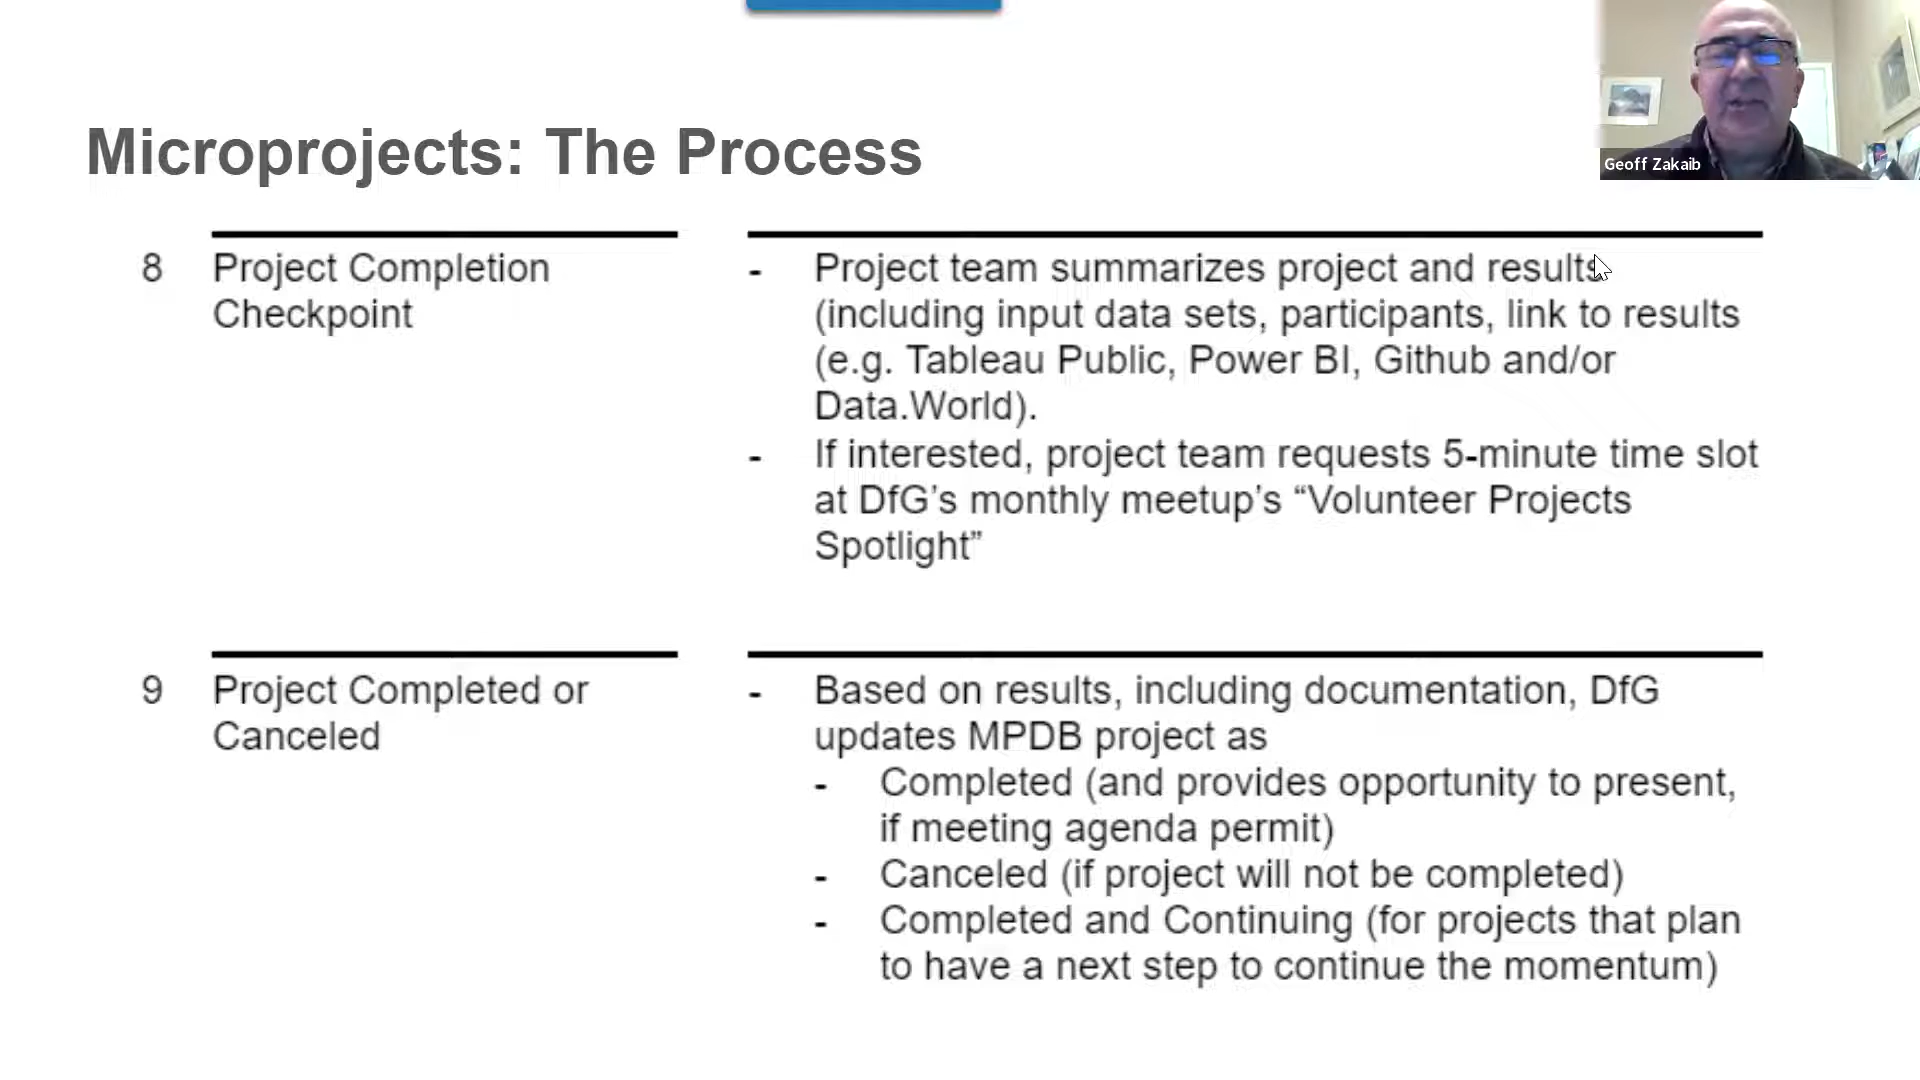 Microprojects: The Process
Geoff Zakaib
8 Project Completion
Checkpoint
- Project team summarizes project and results
(including input data sets, participants, link to results
(e.g. Tableau Public, Power BI, Github and/or
Data.World).
- If interested, project team requests 5-minute time slot
at DfG’s monthly meetup’s “Volunteer Projects
Spotlight”
9 Project Completed or
Canceled
- Based on results, including documentation, DfG
updates MPDB project as
- Completed (and provides opportunity to present,
if meeting agenda permit)
- Canceled (if project will not be completed)
- Completed and Continuing (for projects that plan
to have a next step to continue the momentum)